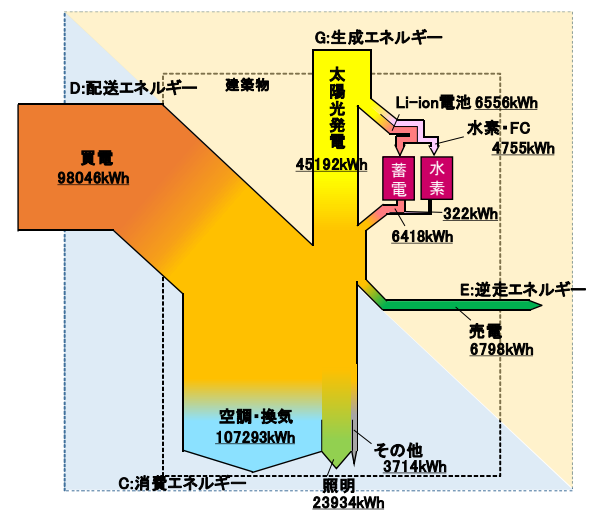 G:生成エネルギー
D:配送エネルギー
建築物
太陽光発電
45192kWh
Li-ion電池 6556kWh
水素・FC
4755kWh
買電
98046kWh
蓄電
水素
322kWh
6418kWh
E:逆走エネルギー
売電
6798kWh
空調・換気
107293kWh
その他
3714kWh
C:消費エネルギー
照明
23934kWh